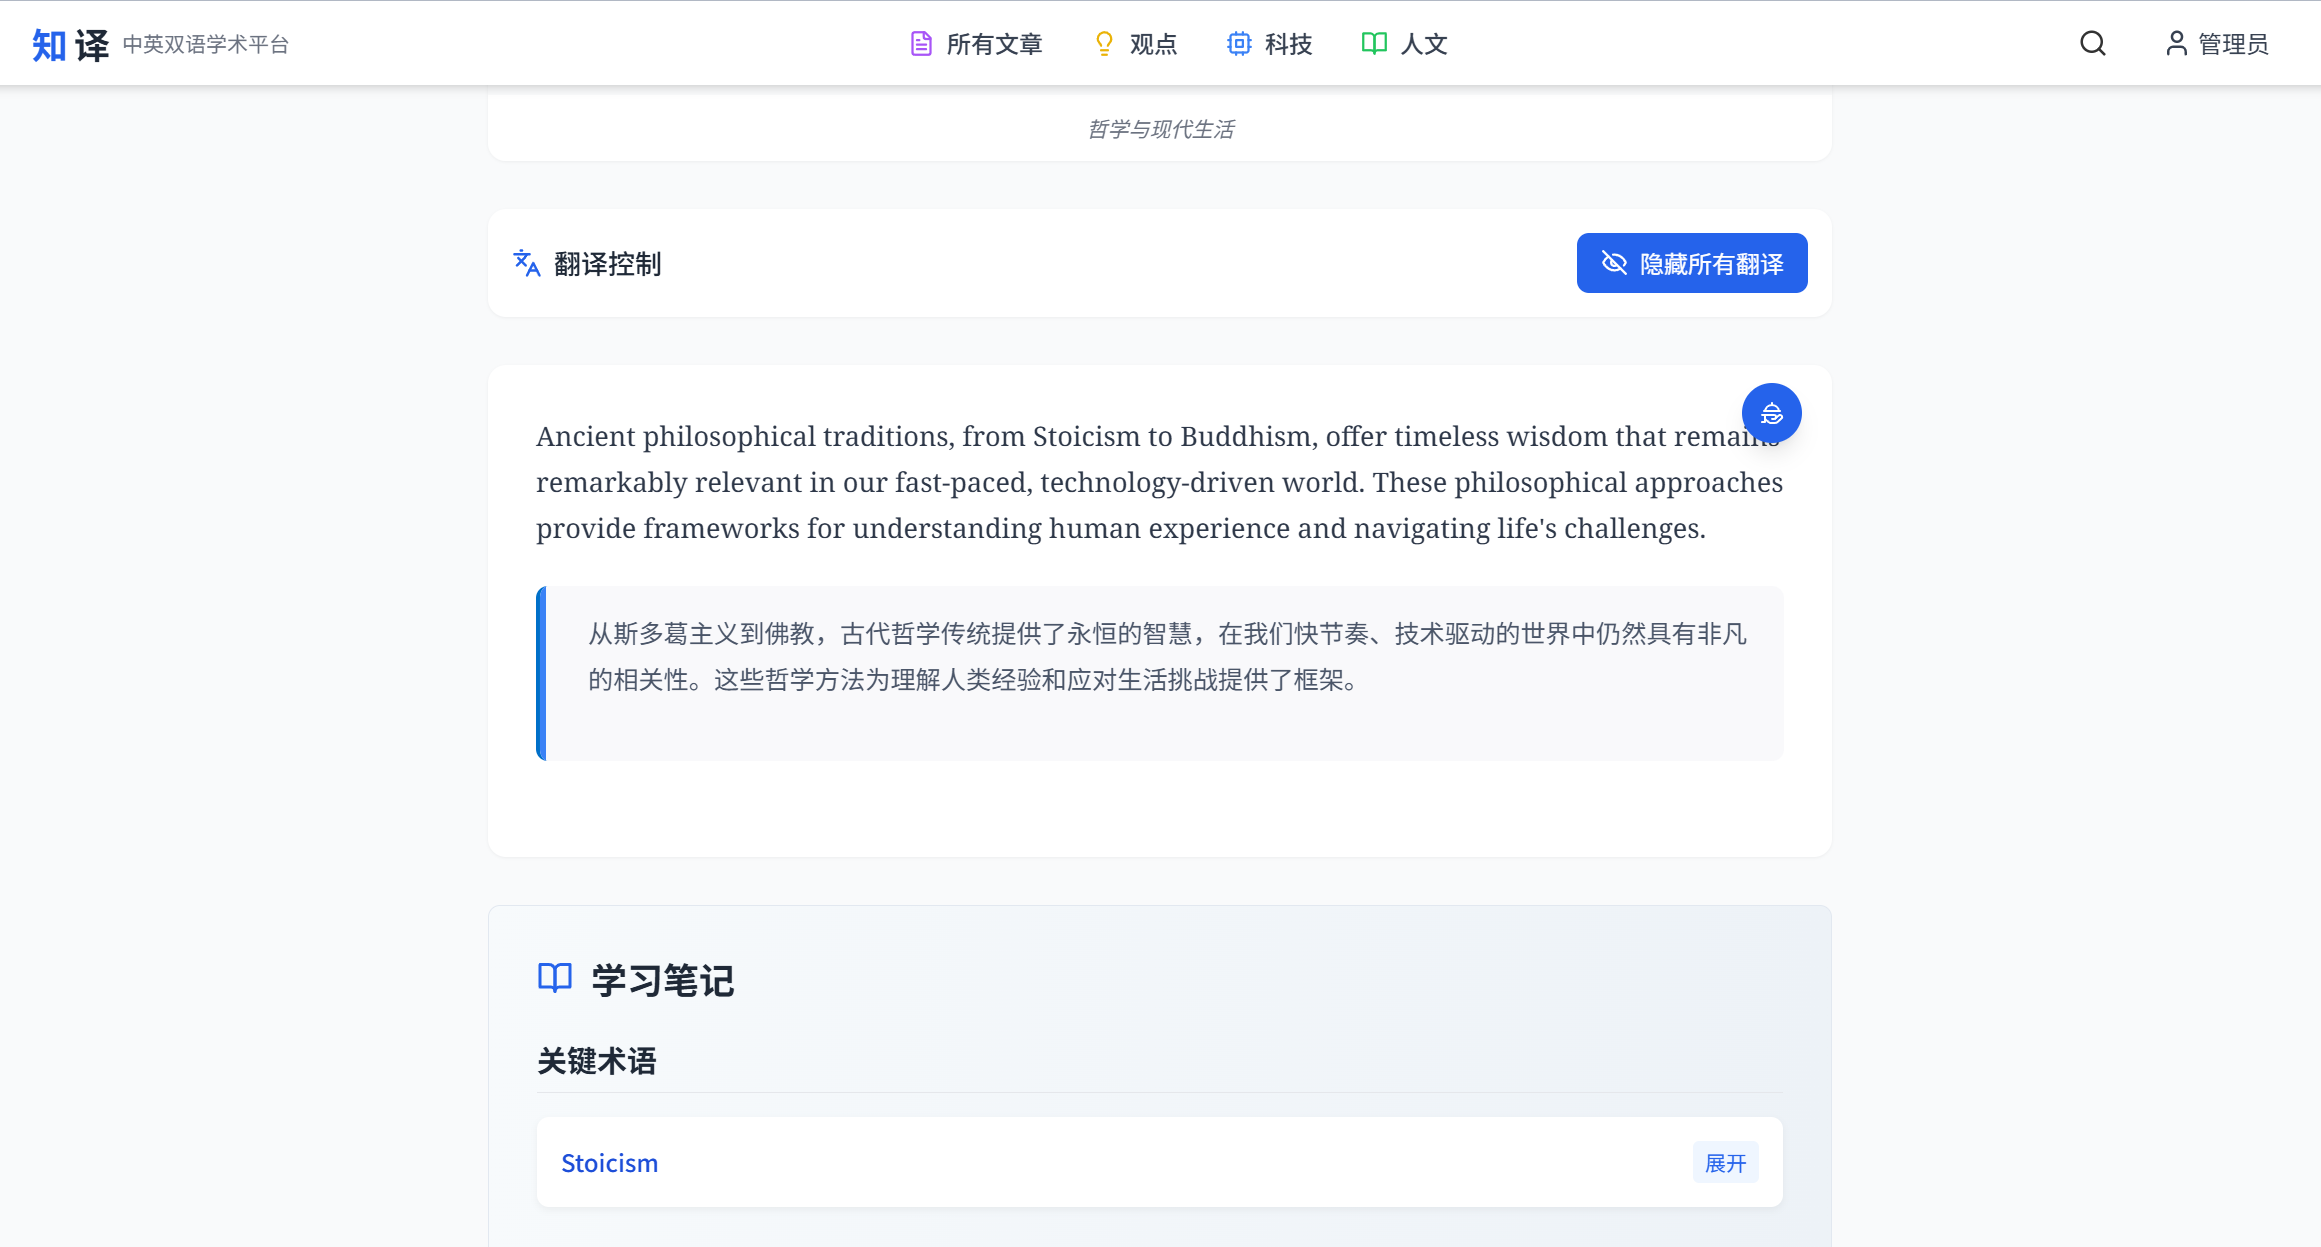 知译 中英双语学术平台 所有文章 观点 科技 人文 管理员
哲学与现代生活
翻译控制 隐藏所有翻译
Ancient philosophical traditions, from Stoicism to Buddhism, offer timeless wisdom that remains
remarkably relevant in our fast-paced, technology-driven world. These philosophical approaches
provide frameworks for understanding human experience and navigating life's challenges.
从斯多葛主义到佛教，古代哲学传统提供了永恒的智慧，在我们快节奏、技术驱动的世界中仍然具有非凡
的相关性。这些哲学方法为理解人类经验和应对生活挑战提供了框架。
学习笔记
关键术语
Stoicism 展开